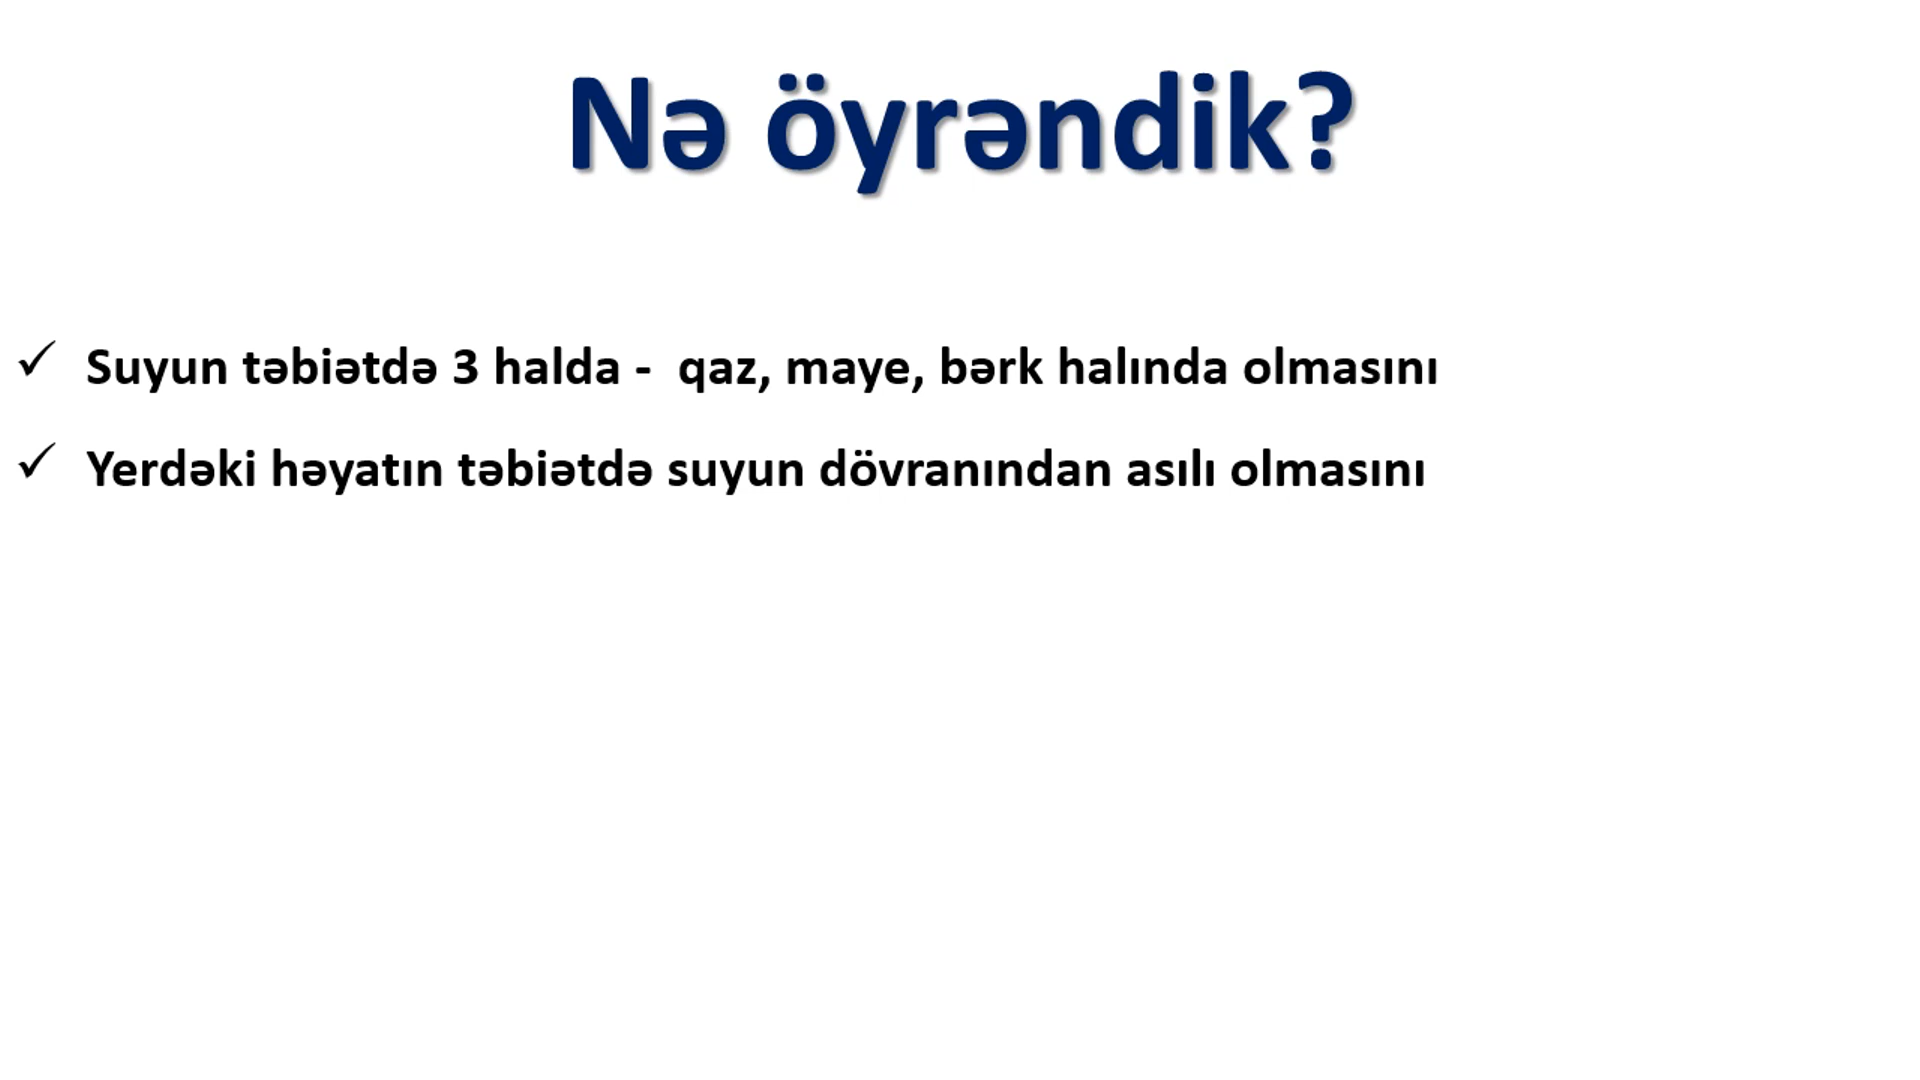 Nə öyrəndik?
✓ Suyun təbiətdə 3 halda -  qaz, maye, bərk halında olmasını
✓ Yerdəki həyatın təbiətdə suyun dövranından asılı olmasını